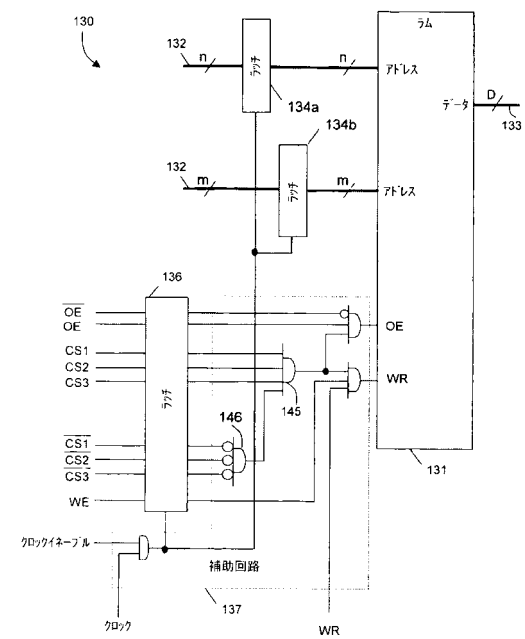 130
132
n
ラッチ
134a
n
ラム
アドレス
データ
D
133
134b
132
m
ラッチ
m
アドレス
136
OE
OE
CS1
CS2
CS3
ラッチ
CS1
CS2
CS3
WE
145
146
OE
WR
131
クロックイネーブル
クロック
補助回路
137
WR